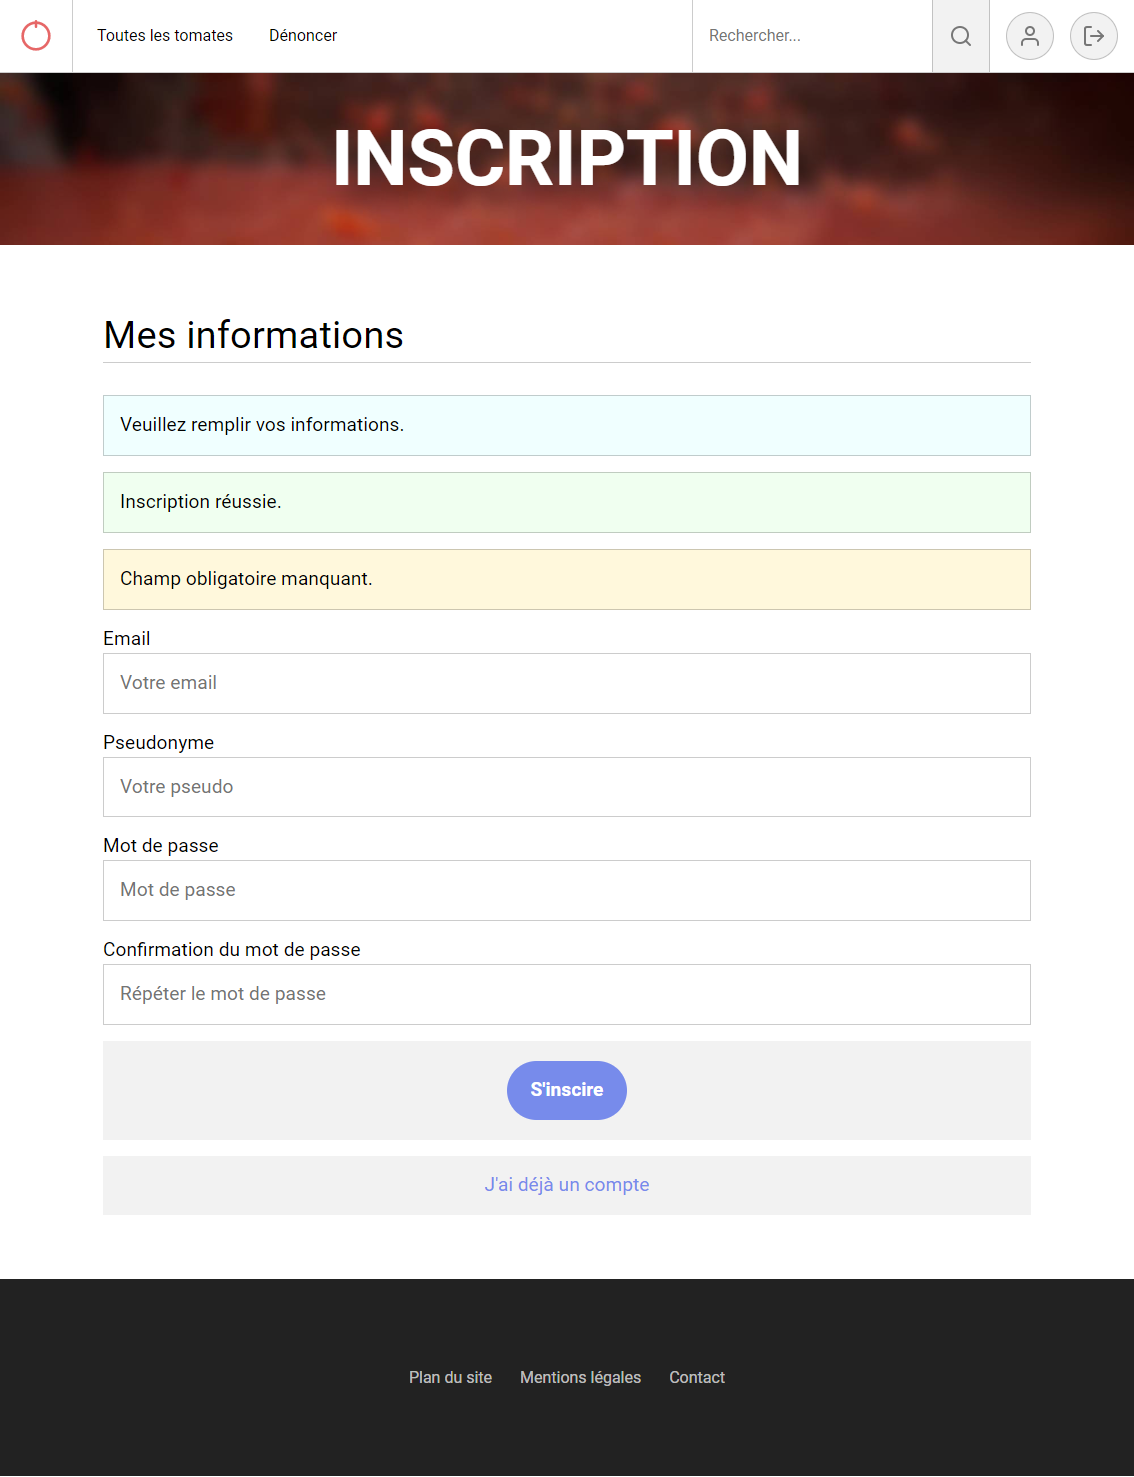 Toutes les tomates
Dénoncer
Rechercher...
INSCRIPTION
Mes informations
Veuillez remplir vos informations.
Inscription réussie.
Champ obligatoire manquant.
Email
Votre email
Pseudonyme
Votre pseudo
Mot de passe
Mot de passe
Confirmation du mot de passe
Répéter le mot de passe
S'inscire
J'ai déjà un compte
Plan du site
Mentions légales
Contact